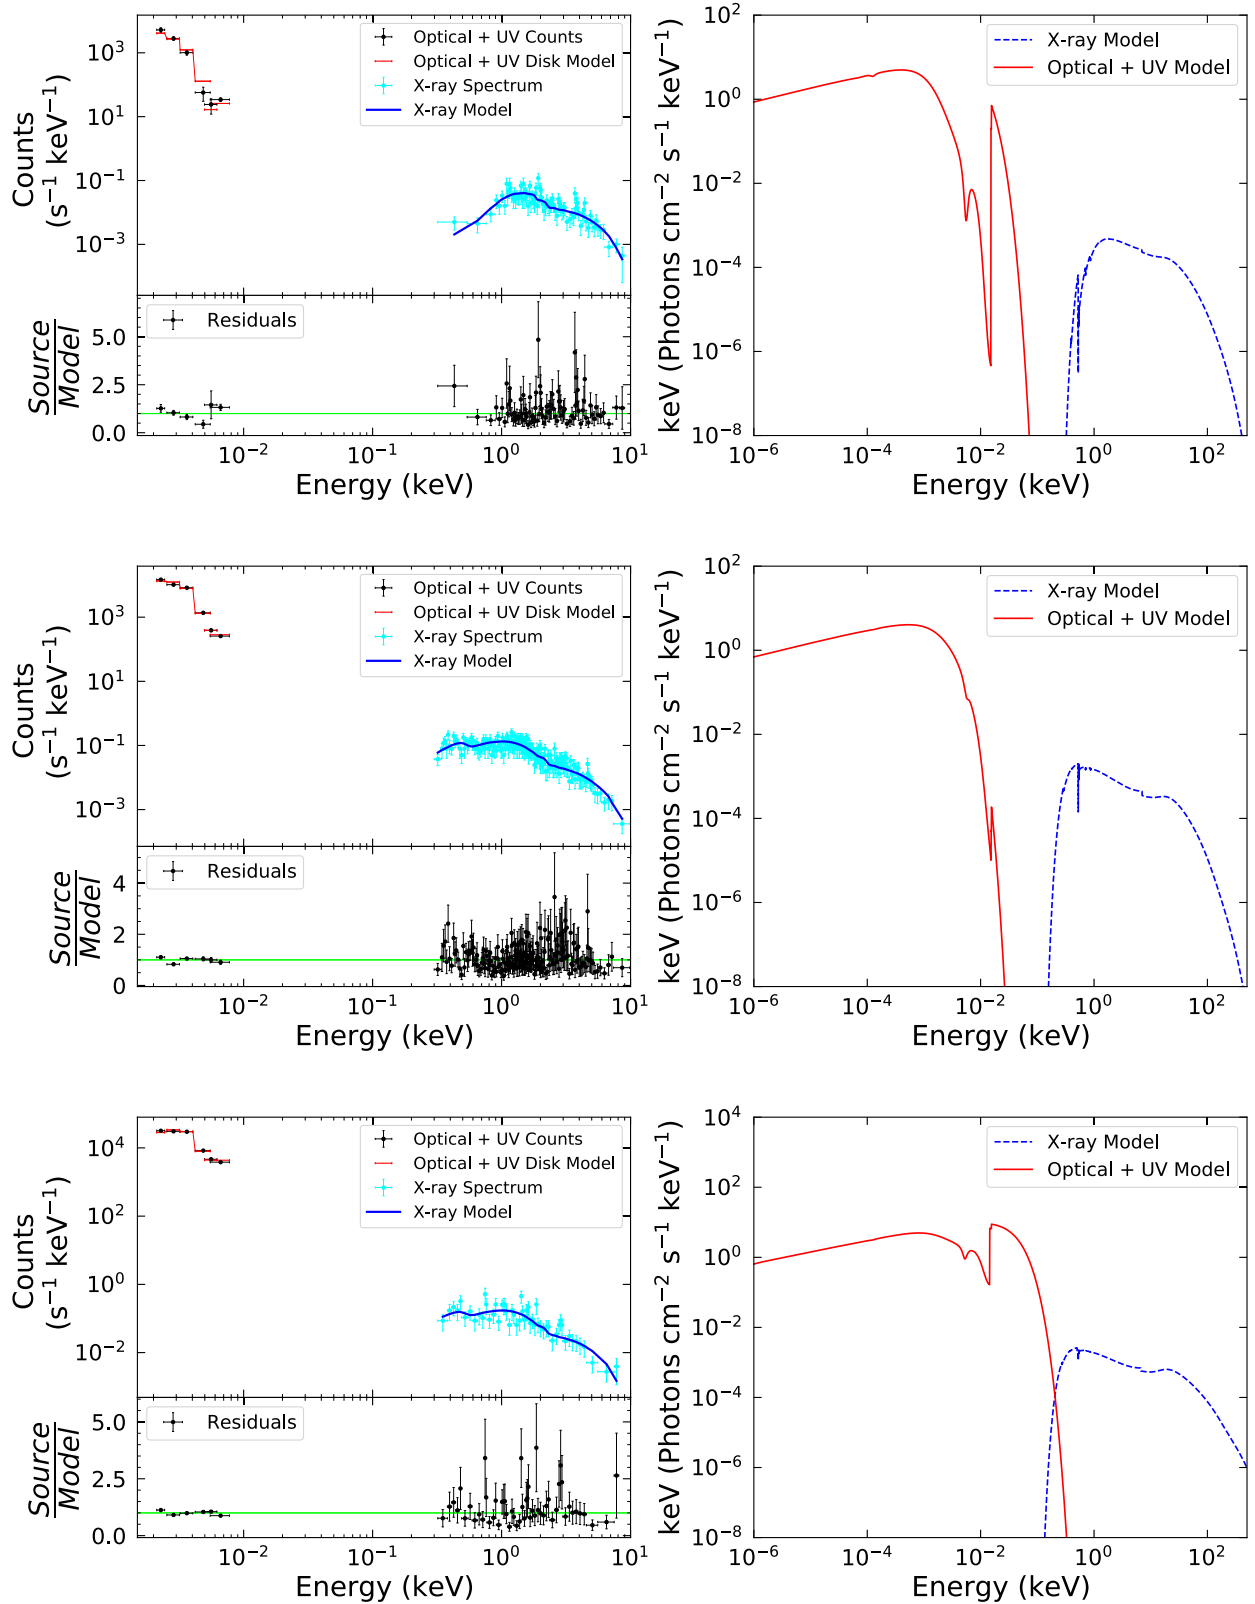 10³
10¹
10⁻¹
10⁻³
Counts
(s⁻¹ keV⁻¹)
Optical + UV Counts
Optical + UV Disk Model
X-ray Spectrum
X-ray Model
5.0
2.5
0.0
Source
Model
Residuals
10⁻² 10⁻¹ 10⁰ 10¹
Energy (keV)
10²
10⁰
10⁻²
10⁻⁴
10⁻⁶
10⁻⁸
keV (Photons cm⁻² s⁻¹ keV⁻¹)
X-ray Model
Optical + UV Model
10⁻⁶ 10⁻⁴ 10⁻² 10⁰ 10²
Energy (keV)
10³
10¹
10⁻¹
10⁻³
Counts
(s⁻¹ keV⁻¹)
Optical + UV Counts
Optical + UV Disk Model
X-ray Spectrum
X-ray Model
4
2
0
Source
Model
Residuals
10⁻² 10⁻¹ 10⁰ 10¹
Energy (keV)
10²
10⁰
10⁻²
10⁻⁴
10⁻⁶
10⁻⁸
keV (Photons cm⁻² s⁻¹ keV⁻¹)
X-ray Model
Optical + UV Model
10⁻⁶ 10⁻⁴ 10⁻² 10⁰ 10²
Energy (keV)
10⁴
10²
10⁰
10⁻²
Counts
(s⁻¹ keV⁻¹)
Optical + UV Counts
Optical + UV Disk Model
X-ray Spectrum
X-ray Model
5.0
2.5
0.0
Source
Model
Residuals
10⁻² 10⁻¹ 10⁰ 10¹
Energy (keV)
10⁴
10²
10⁰
10⁻²
10⁻⁴
10⁻⁶
10⁻⁸
keV (Photons cm⁻² s⁻¹ keV⁻¹)
X-ray Model
Optical + UV Model
10⁻⁶ 10⁻⁴ 10⁻² 10⁰ 10²
Energy (keV)